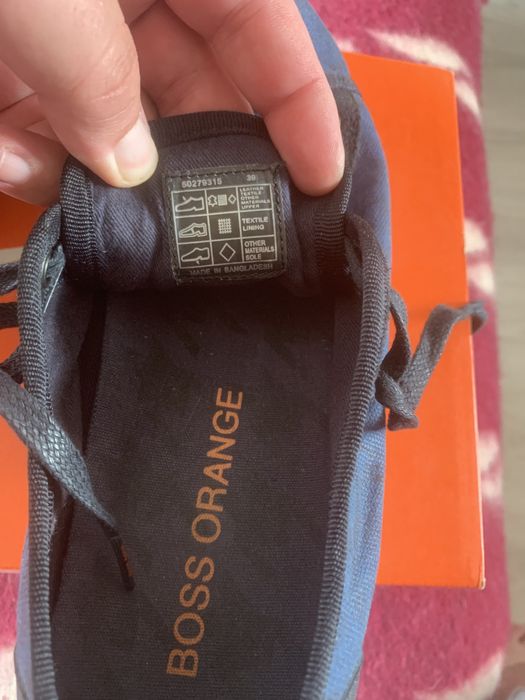 50279315 39
LEATHER
TEXTILE
OTHER
MATERIALS
UPPER
TEXTILE
LINING
OTHER
MATERIALS
SOLE
MADE IN BANGLADESH
BOSS ORANGE